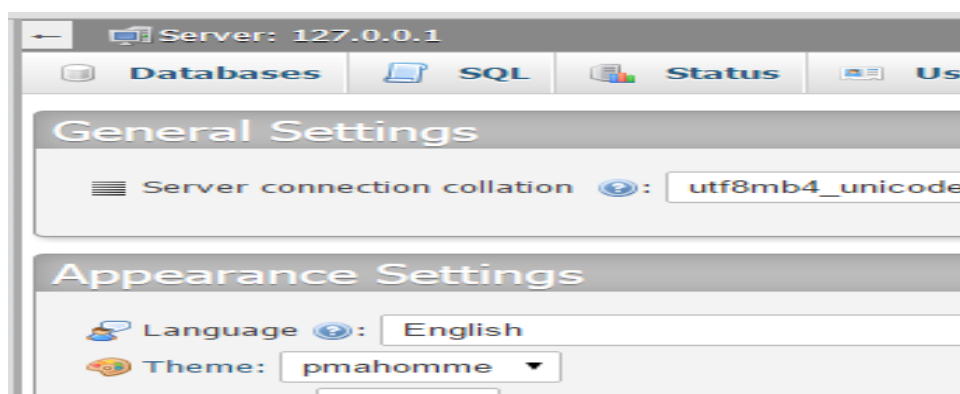 Server: 127.0.0.1
Databases SQL Status Us
General Settings
Server connection collation : utf8mb4_unicode
Appearance Settings
Language : English
Theme: pmahomme